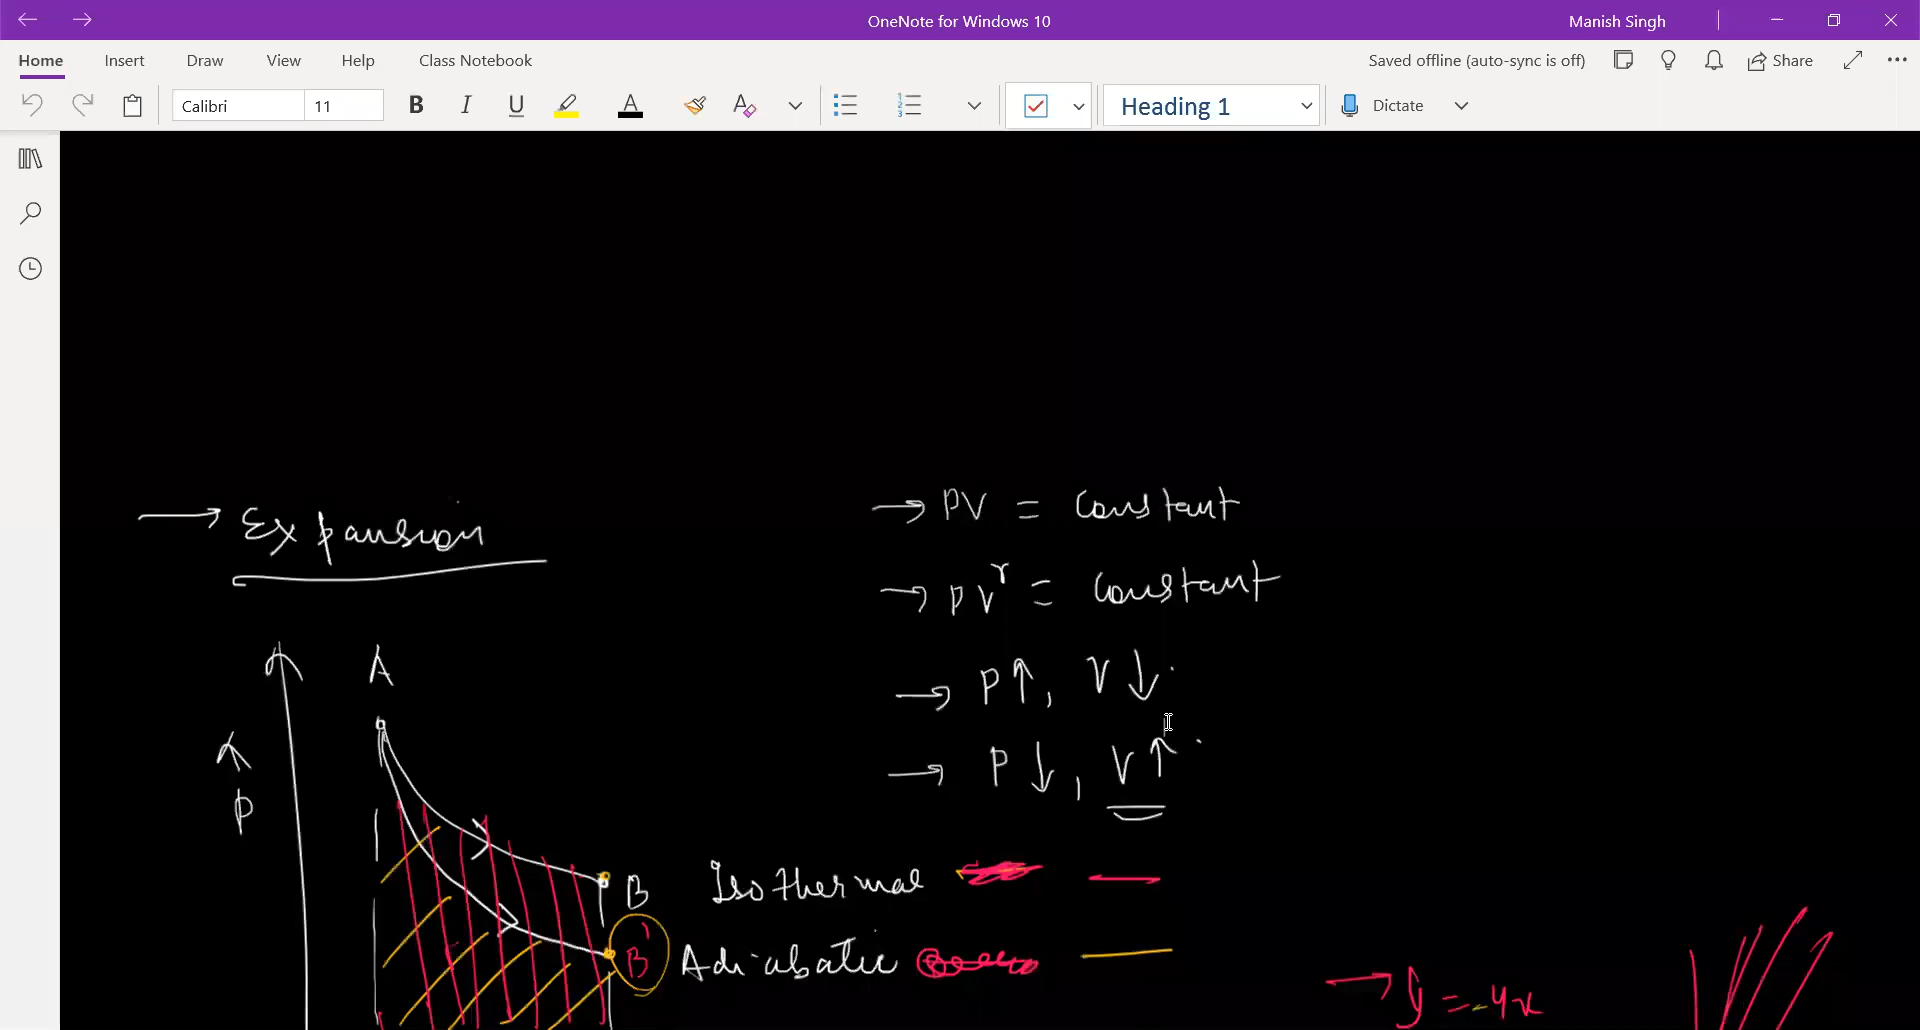 OneNote for Windows 10
Manish Singh
Home Insert Draw View Help Class Notebook
Saved offline (auto-sync is off) Share
Calibri 11 B I U A Heading 1 Dictate
→ Expansion
→ PV = Constant
→ PV^γ = Constant
→ P↑, V↓.
→ P↓, V↑.
A
↑
P
B Isothermal
B' Adiabatic
→ y = -4x